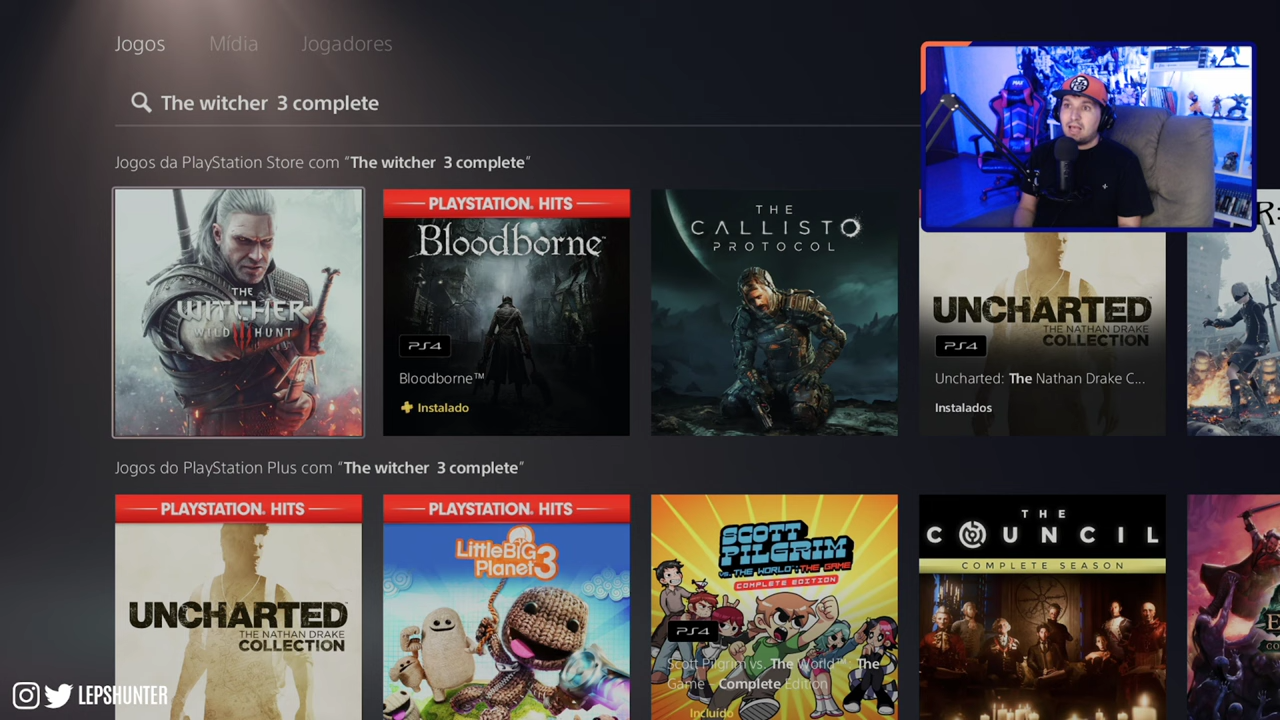 Jogos Mídia Jogadores
The witcher 3 complete
Jogos da PlayStation Store com “The witcher 3 complete”
THE
WITCHER
WILD HUNT
PLAYSTATION HITS
Bloodborne
PS4
Bloodborne™
Instalado
THE
CALLISTO
PROTOCOL
UNCHARTED
THE NATHAN DRAKE
COLLECTION
PS4
Uncharted: The Nathan Drake C...
Instalados
Jogos do PlayStation Plus com “The witcher 3 complete”
PLAYSTATION HITS
UNCHARTED
THE NATHAN DRAKE
COLLECTION
PLAYSTATION HITS
LittleBIG
Planet 3
SCOTT
PILGRIM
VS. THE WORLD: THE GAME
COMPLETE EDITION
PS4
Scott Pilgrim vs. The World™: The
Game – Complete Edition
Incluído
THE
COUNCIL
COMPLETE SEASON
LEPSHUNTER